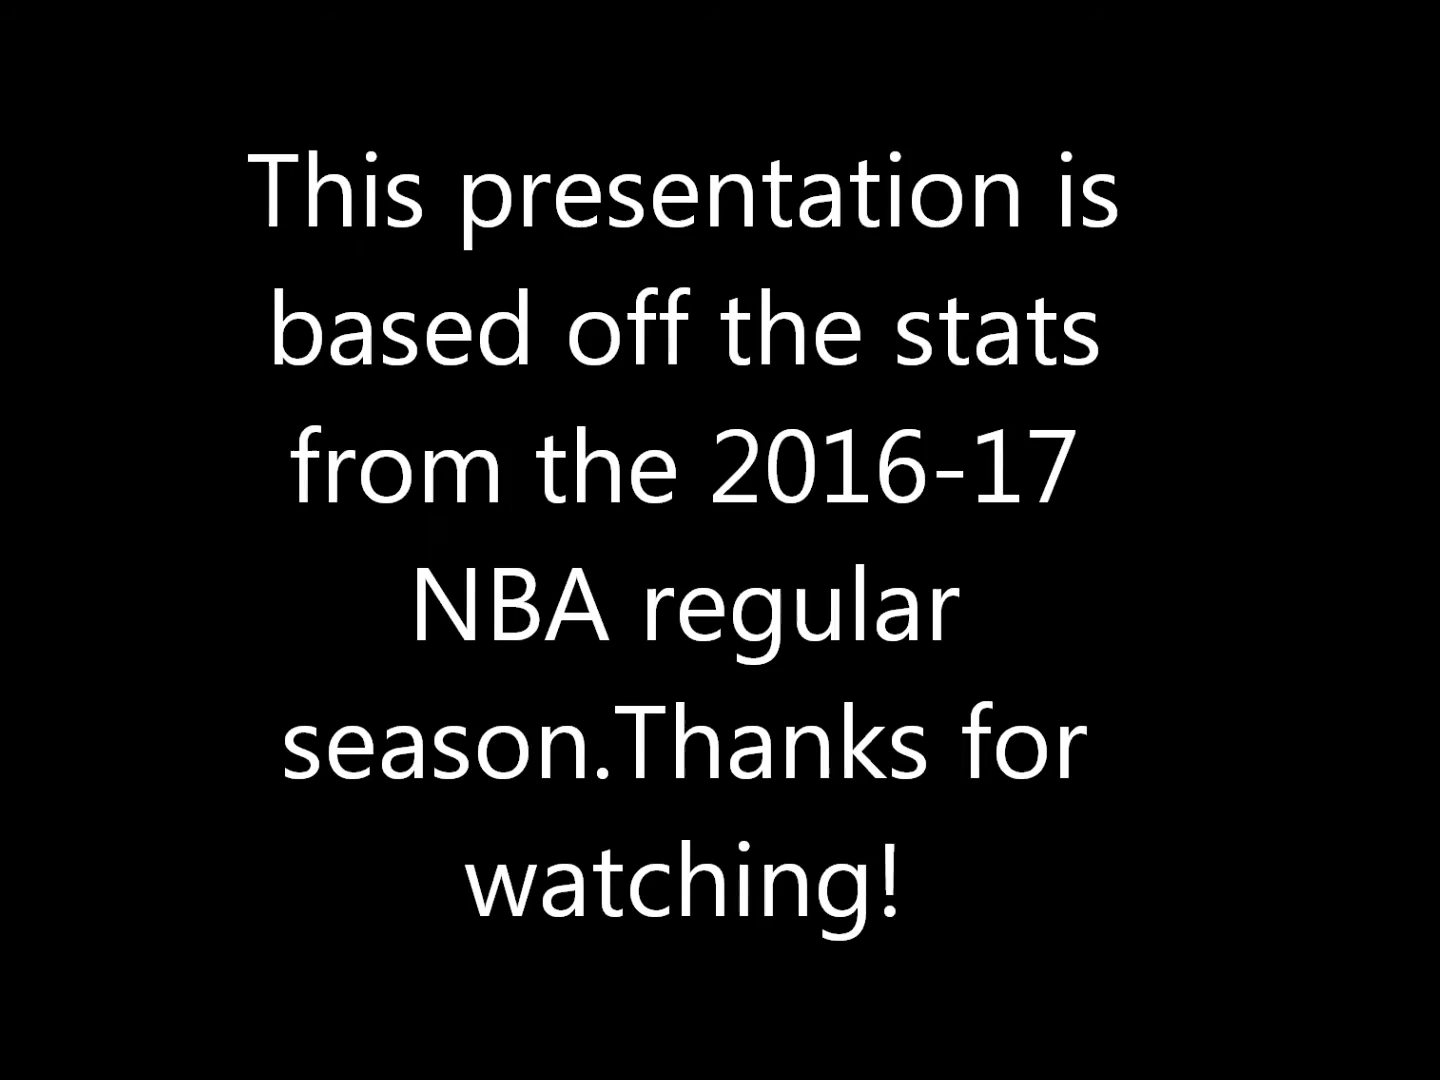 This presentation is
based off the stats
from the 2016-17
NBA regular
season.Thanks for
watching!